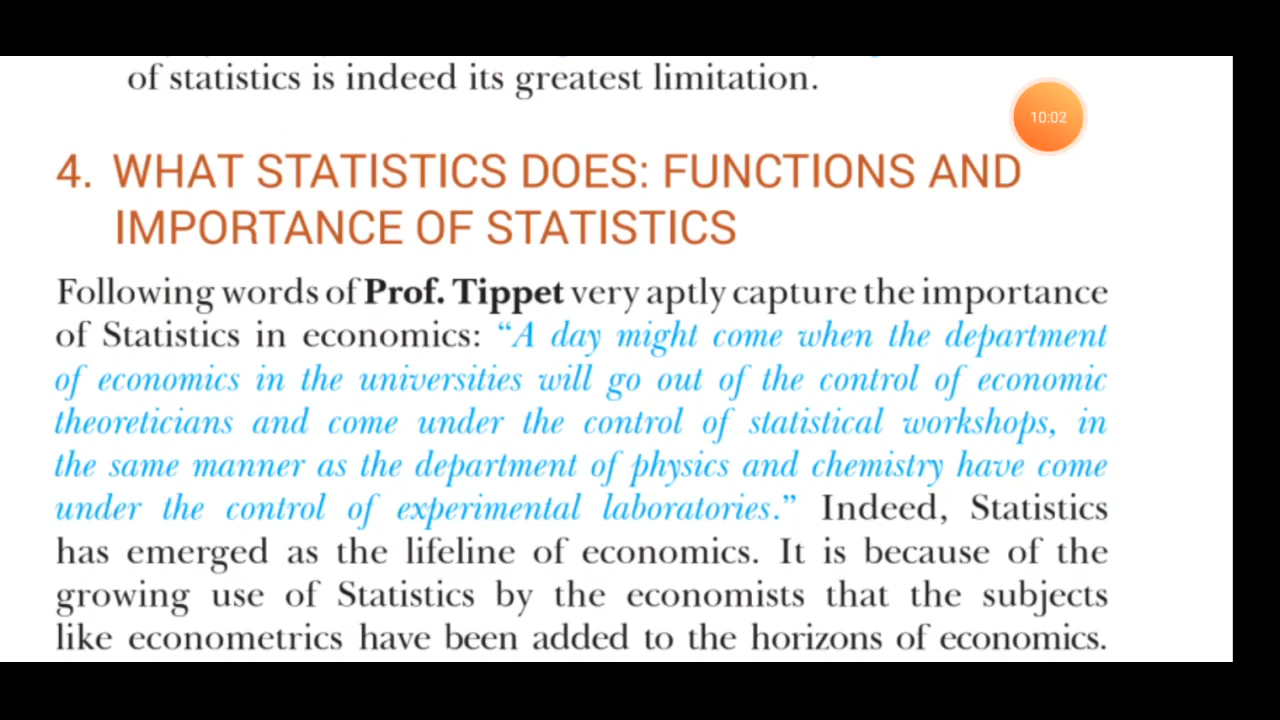 of statistics is indeed its greatest limitation.
10:02
4. WHAT STATISTICS DOES: FUNCTIONS AND
IMPORTANCE OF STATISTICS
Following words of Prof. Tippet very aptly capture the importance
of Statistics in economics: “A day might come when the department
of economics in the universities will go out of the control of economic
theoreticians and come under the control of statistical workshops, in
the same manner as the department of physics and chemistry have come
under the control of experimental laboratories.” Indeed, Statistics
has emerged as the lifeline of economics. It is because of the
growing use of Statistics by the economists that the subjects
like econometrics have been added to the horizons of economics.